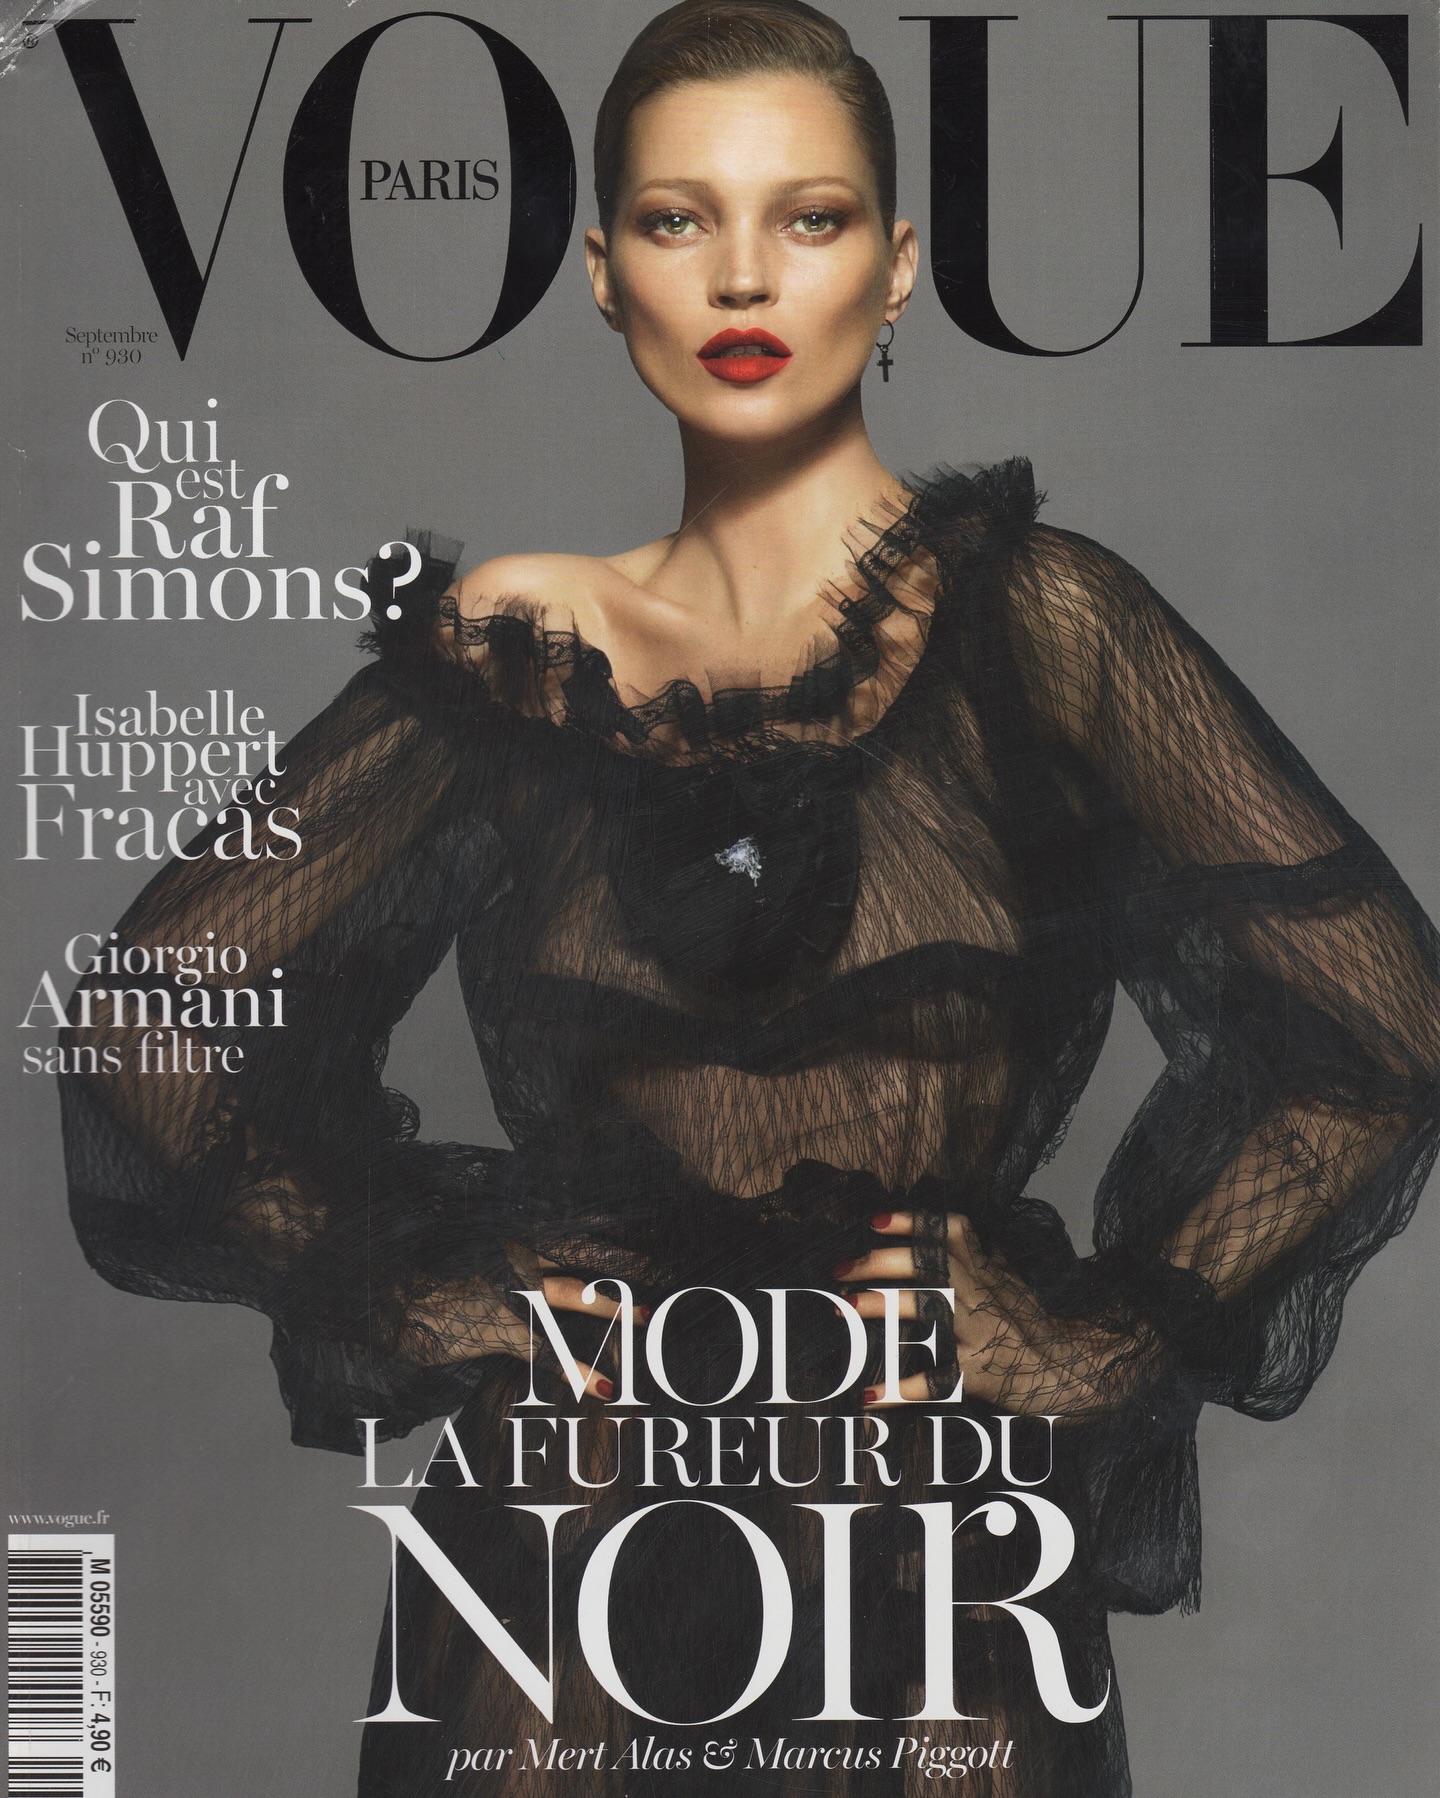 VOGUE
PARIS
Septembre
n° 930
Qui
est
Raf
Simons?
Isabelle
Huppert
avec
Fracas
Giorgio
Armani
sans filtre
MODE
LA FUREUR DU
NOIR
par Mert Alas & Marcus Piggott
www.vogue.fr
M 05590 - 930 - F: 4,90 €